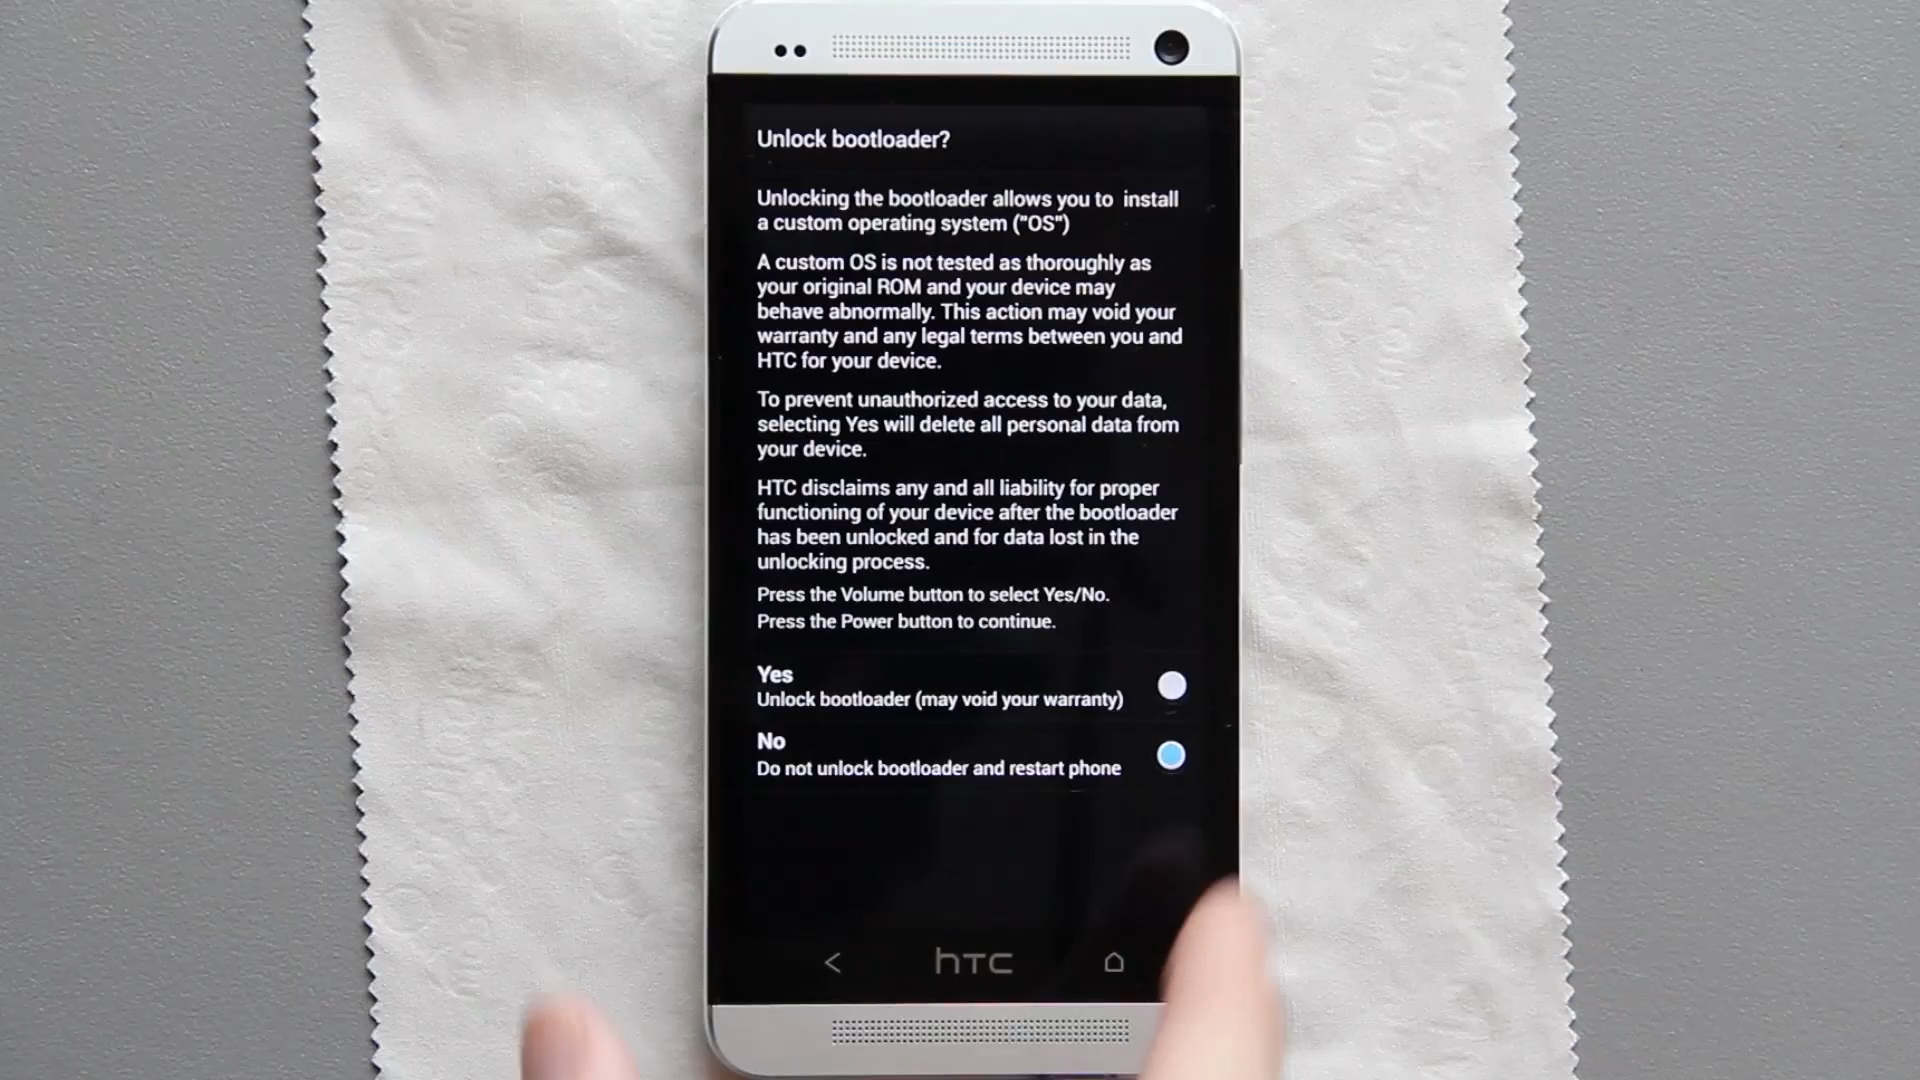 Unlock bootloader?
Unlocking the bootloader allows you to install
a custom operating system ("OS")
A custom OS is not tested as thoroughly as
your original ROM and your device may
behave abnormally. This action may void your
warranty and any legal terms between you and
HTC for your device.
To prevent unauthorized access to your data,
selecting Yes will delete all personal data from
your device.
HTC disclaims any and all liability for proper
functioning of your device after the bootloader
has been unlocked and for data lost in the
unlocking process.
Press the Volume button to select Yes/No.
Press the Power button to continue.
Yes
Unlock bootloader (may void your warranty)
No
Do not unlock bootloader and restart phone
hTC